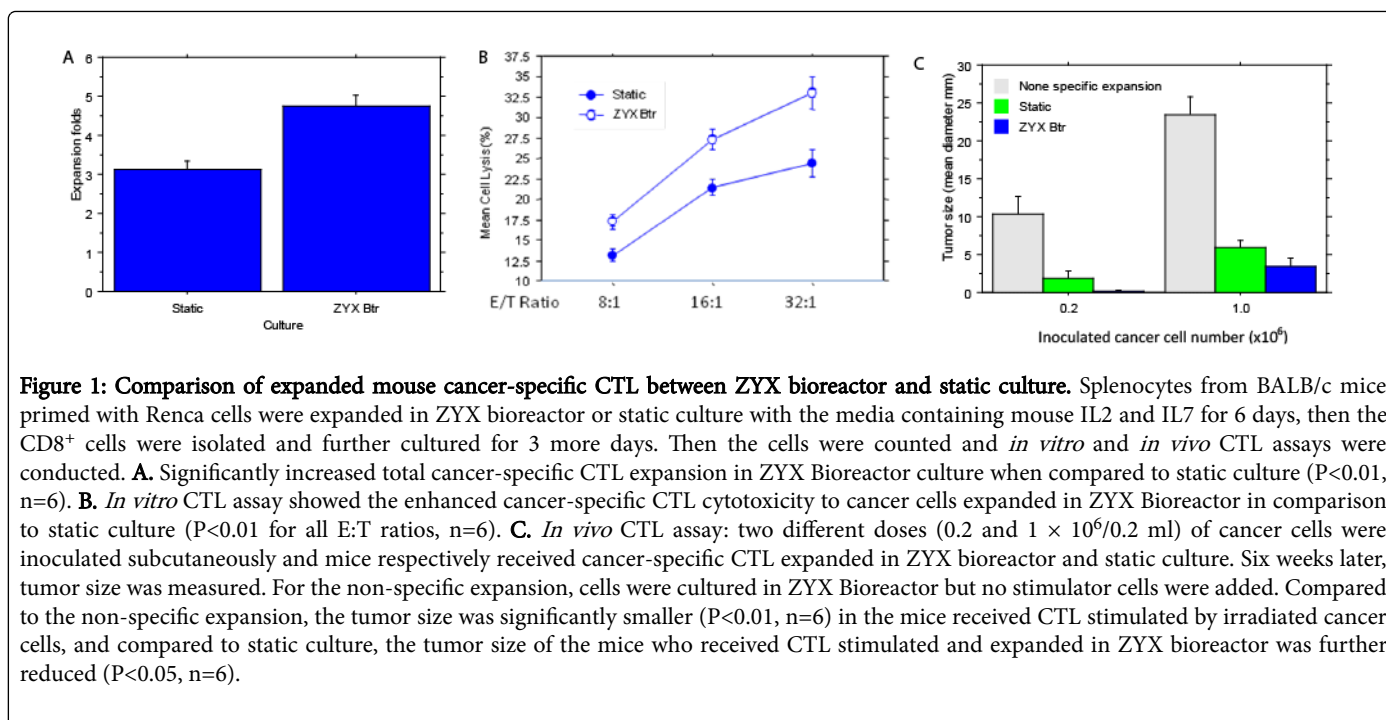 A
6
5
4
3
2
1
0
Expansion folds
Static
ZYX Btr
Culture
B
37.5
35
32.5
30
27.5
25
22.5
20
17.5
15
12.5
10
Mean Cell Lysis(%)
Static
ZYX Btr
E/T Ratio
8:1
16:1
32:1
C
30
25
20
15
10
5
0
Tumor size (mean diameter mm)
None specific expansion
Static
ZYX Btr
0.2
1.0
Inoculated cancer cell number (x10⁶)
Figure 1: Comparison of expanded mouse cancer-specific CTL between ZYX bioreactor and static culture. Splenocytes from BALB/c mice
primed with Renca cells were expanded in ZYX bioreactor or static culture with the media containing mouse IL2 and IL7 for 6 days, then the
CD8⁺ cells were isolated and further cultured for 3 more days. Then the cells were counted and in vitro and in vivo CTL assays were
conducted. A. Significantly increased total cancer-specific CTL expansion in ZYX Bioreactor culture when compared to static culture (P<0.01,
n=6). B. In vitro CTL assay showed the enhanced cancer-specific CTL cytotoxicity to cancer cells expanded in ZYX Bioreactor in comparison
to static culture (P<0.01 for all E:T ratios, n=6). C. In vivo CTL assay: two different doses (0.2 and 1 × 10⁶/0.2 ml) of cancer cells were
inoculated subcutaneously and mice respectively received cancer-specific CTL expanded in ZYX bioreactor and static culture. Six weeks later,
tumor size was measured. For the non-specific expansion, cells were cultured in ZYX Bioreactor but no stimulator cells were added. Compared
to the non-specific expansion, the tumor size was significantly smaller (P<0.01, n=6) in the mice received CTL stimulated by irradiated cancer
cells, and compared to static culture, the tumor size of the mice who received CTL stimulated and expanded in ZYX bioreactor was further
reduced (P<0.05, n=6).